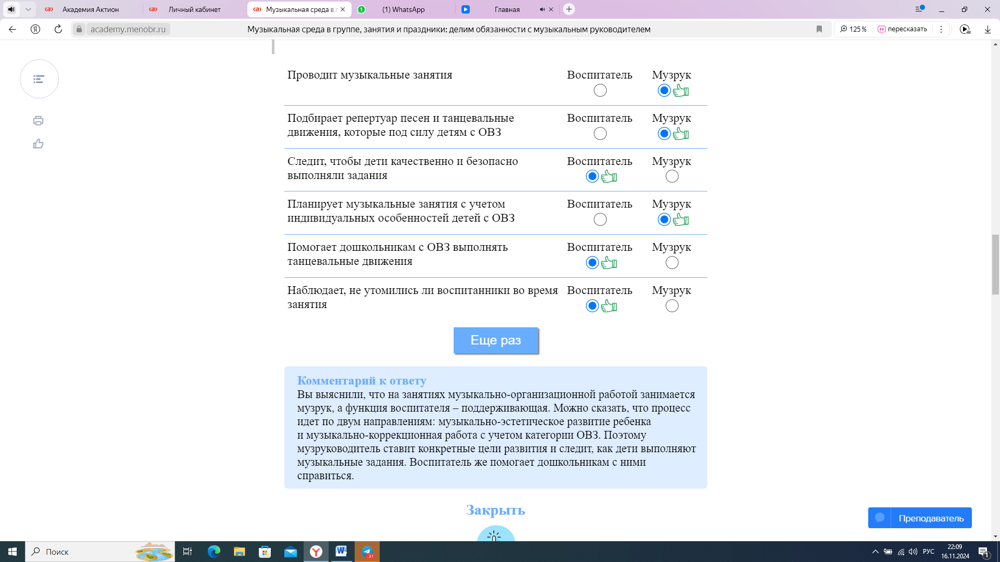 Академия Актион
Личный кабинет
Музыкальная среда в г
(1) WhatsApp
Главная
academy.menobr.ru
Музыкальная среда в группе, занятия и праздники: делим обязанности с музыкальным руководителем
125 %
пересказать
Проводит музыкальные занятия
Воспитатель
Музрук
Подбирает репертуар песен и танцевальные
движения, которые под силу детям с ОВЗ
Воспитатель
Музрук
Следит, чтобы дети качественно и безопасно
выполняли задания
Воспитатель
Музрук
Планирует музыкальные занятия с учетом
индивидуальных особенностей детей с ОВЗ
Воспитатель
Музрук
Помогает дошкольникам с ОВЗ выполнять
танцевальные движения
Воспитатель
Музрук
Наблюдает, не утомились ли воспитанники во время
занятия
Воспитатель
Музрук
Еще раз
Комментарий к ответу
Вы выяснили, что на занятиях музыкально-организационной работой занимается
музрук, а функция воспитателя – поддерживающая. Можно сказать, что процесс
идет по двум направлениям: музыкально-эстетическое развитие ребенка
и музыкально-коррекционная работа с учетом категории ОВЗ. Поэтому
музруководитель ставит конкретные цели развития и следит, как дети выполняют
музыкальные задания. Воспитатель же помогает дошкольникам с ними
справиться.
Закрыть
Преподаватель
Поиск
31
РУС
22:09
16.11.2024
1